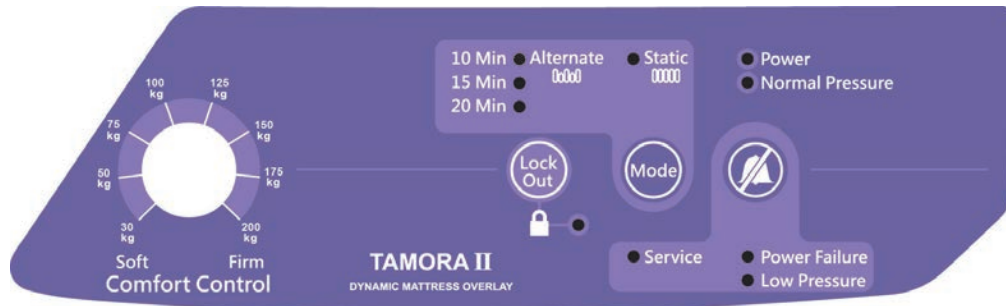 100
kg
125
kg
75
kg
150
kg
50
kg
175
kg
30
kg
200
kg
Soft
Firm
Comfort Control
10 Min
Alternate
Static
15 Min
20 Min
Lock
Out
Mode
TAMORA II
DYNAMIC MATTRESS OVERLAY
Power
Normal Pressure
Service
Power Failure
Low Pressure